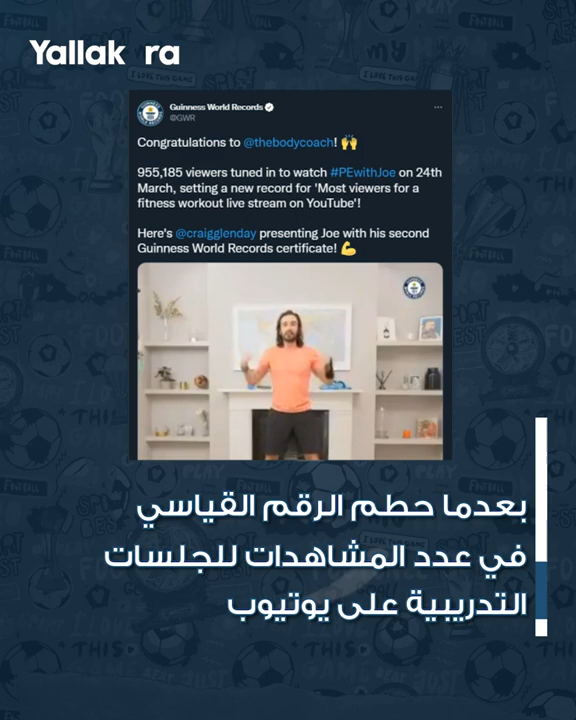 Yallak ra
Guinness World Records
@GWR
Congratulations to @thebodycoach! 🙌
955,185 viewers tuned in to watch #PEwithJoe on 24th
March, setting a new record for 'Most viewers for a
fitness workout live stream on YouTube'!
Here's @craigglenday presenting Joe with his second
Guinness World Records certificate! 💪
بعدما حطم الرقم القياسي
في عدد المشاهدات للجلسات
التدريبية على يوتيوب